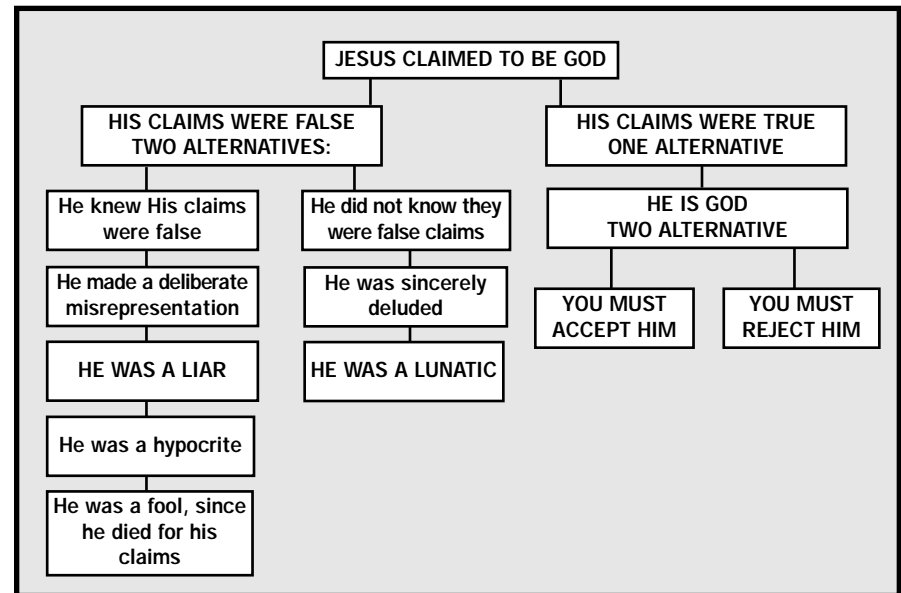 JESUS CLAIMED TO BE GOD
HIS CLAIMS WERE FALSE
TWO ALTERNATIVES:
He knew His claims
were false
He made a deliberate
misrepresentation
HE WAS A LIAR
He was a hypocrite
He was a fool, since
he died for his
claims
He did not know they
were false claims
He was sincerely
deluded
HE WAS A LUNATIC
HIS CLAIMS WERE TRUE
ONE ALTERNATIVE
HE IS GOD
TWO ALTERNATIVE
YOU MUST
ACCEPT HIM
YOU MUST
REJECT HIM